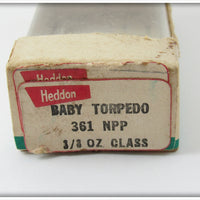 Heddon
Heddon
BABY TORPEDO
361 NPP
3/8 OZ. CLASS